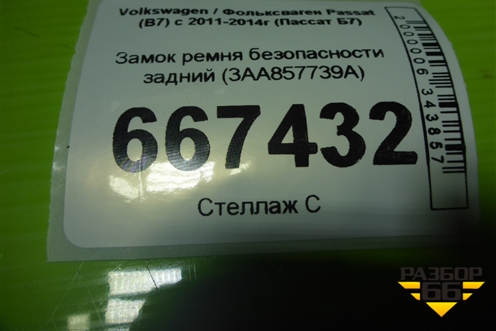 Volkswagen / Фольксваген Passat
(B7) с 2011-2014г (Пассат Б7)
Замок ремня безопасности
задний (3AA857739A)
667432
Стеллаж С
2000006343857
РАЗБОР
66